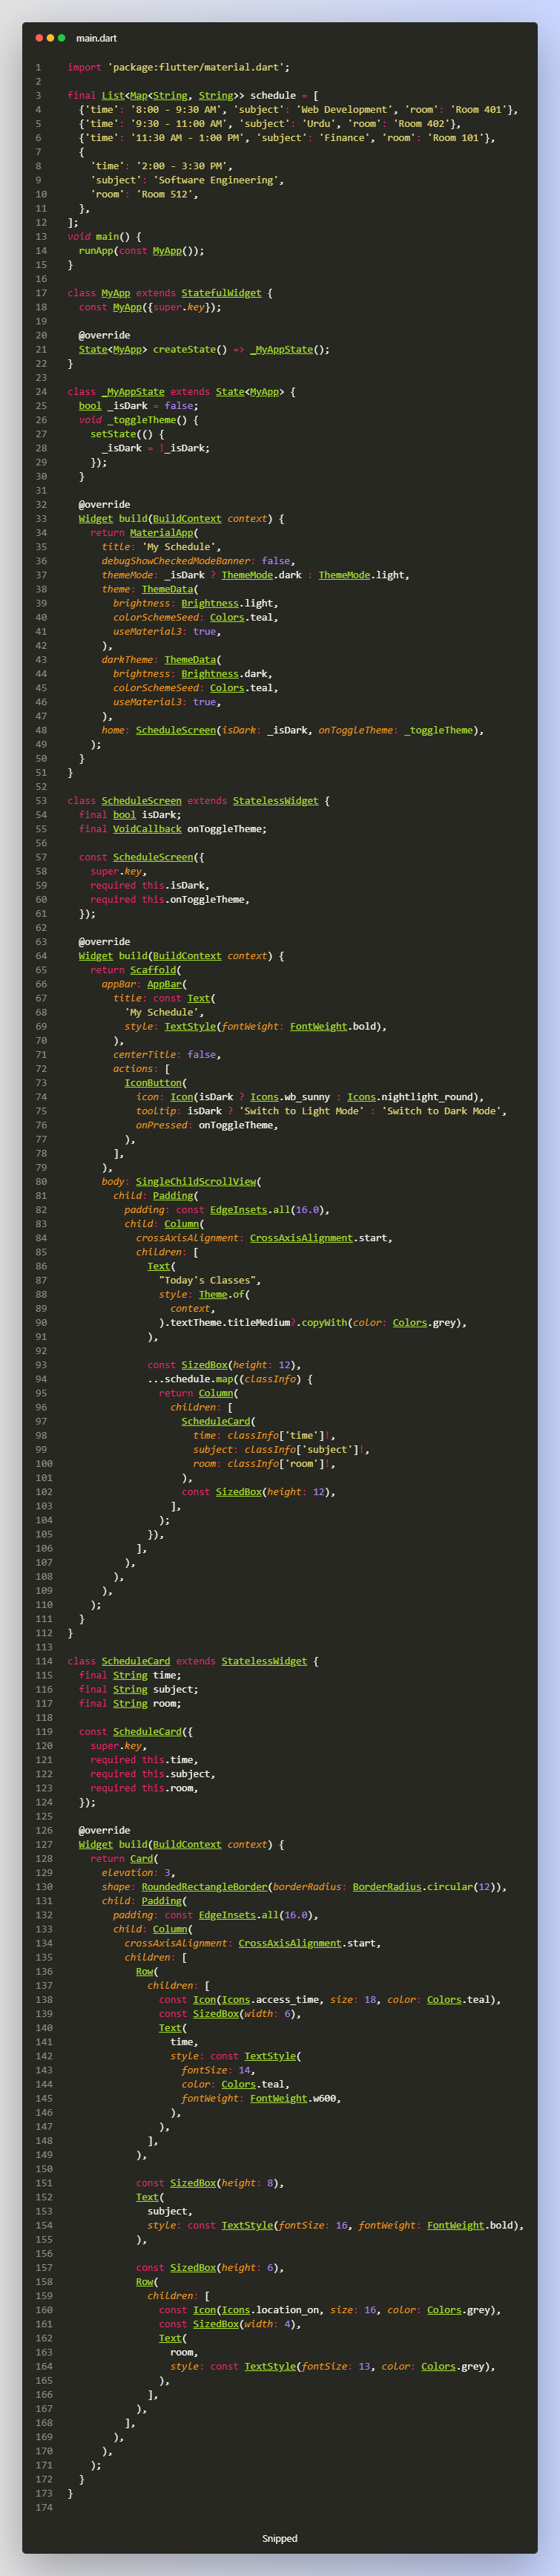 main.dart
1 import 'package:flutter/material.dart';
2
3 final List<Map<String, String>> schedule = [
4   {'time': '8:00 - 9:30 AM', 'subject': 'Web Development', 'room': 'Room 401'},
5   {'time': '9:30 - 11:00 AM', 'subject': 'Urdu', 'room': 'Room 402'},
6   {'time': '11:30 AM - 1:00 PM', 'subject': 'Finance', 'room': 'Room 101'},
7   {
8     'time': '2:00 - 3:30 PM',
9     'subject': 'Software Engineering',
10     'room': 'Room 512',
11   },
12 ];
13 void main() {
14   runApp(const MyApp());
15 }
16
17 class MyApp extends StatefulWidget {
18   const MyApp({super.key});
19
20   @override
21   State<MyApp> createState() => _MyAppState();
22 }
23
24 class _MyAppState extends State<MyApp> {
25   bool _isDark = false;
26   void _toggleTheme() {
27     setState(() {
28       _isDark = !_isDark;
29     });
30   }
31
32   @override
33   Widget build(BuildContext context) {
34     return MaterialApp(
35       title: 'My Schedule',
36       debugShowCheckedModeBanner: false,
37       themeMode: _isDark ? ThemeMode.dark : ThemeMode.light,
38       theme: ThemeData(
39         brightness: Brightness.light,
40         colorSchemeSeed: Colors.teal,
41         useMaterial3: true,
42       ),
43       darkTheme: ThemeData(
44         brightness: Brightness.dark,
45         colorSchemeSeed: Colors.teal,
46         useMaterial3: true,
47       ),
48       home: ScheduleScreen(isDark: _isDark, onToggleTheme: _toggleTheme),
49     );
50   }
51 }
52
53 class ScheduleScreen extends StatelessWidget {
54   final bool isDark;
55   final VoidCallback onToggleTheme;
56
57   const ScheduleScreen({
58     super.key,
59     required this.isDark,
60     required this.onToggleTheme,
61   });
62
63   @override
64   Widget build(BuildContext context) {
65     return Scaffold(
66       appBar: AppBar(
67         title: const Text(
68           'My Schedule',
69           style: TextStyle(fontWeight: FontWeight.bold),
70         ),
71         centerTitle: false,
72         actions: [
73           IconButton(
74             icon: Icon(isDark ? Icons.wb_sunny : Icons.nightlight_round),
75             tooltip: isDark ? 'Switch to Light Mode' : 'Switch to Dark Mode',
76             onPressed: onToggleTheme,
77           ),
78         ],
79       ),
80       body: SingleChildScrollView(
81         child: Padding(
82           padding: const EdgeInsets.all(16.0),
83           child: Column(
84             crossAxisAlignment: CrossAxisAlignment.start,
85             children: [
86               Text(
87                 "Today's Classes",
88                 style: Theme.of(
89                   context,
90                 ).textTheme.titleMedium?.copyWith(color: Colors.grey),
91               ),
92
93               const SizedBox(height: 12),
94               ...schedule.map((classInfo) {
95                 return Column(
96                   children: [
97                     ScheduleCard(
98                       time: classInfo['time']!,
99                       subject: classInfo['subject']!,
100                       room: classInfo['room']!,
101                     ),
102                     const SizedBox(height: 12),
103                   ],
104                 );
105               }),
106             ],
107           ),
108         ),
109       ),
110     );
111   }
112 }
113
114 class ScheduleCard extends StatelessWidget {
115   final String time;
116   final String subject;
117   final String room;
118
119   const ScheduleCard({
120     super.key,
121     required this.time,
122     required this.subject,
123     required this.room,
124   });
125
126   @override
127   Widget build(BuildContext context) {
128     return Card(
129       elevation: 3,
130       shape: RoundedRectangleBorder(borderRadius: BorderRadius.circular(12)),
131       child: Padding(
132         padding: const EdgeInsets.all(16.0),
133         child: Column(
134           crossAxisAlignment: CrossAxisAlignment.start,
135           children: [
136             Row(
137               children: [
138                 const Icon(Icons.access_time, size: 18, color: Colors.teal),
139                 const SizedBox(width: 6),
140                 Text(
141                   time,
142                   style: const TextStyle(
143                     fontSize: 14,
144                     color: Colors.teal,
145                     fontWeight: FontWeight.w600,
146                   ),
147                 ),
148               ],
149             ),
150
151             const SizedBox(height: 8),
152             Text(
153               subject,
154               style: const TextStyle(fontSize: 16, fontWeight: FontWeight.bold),
155             ),
156
157             const SizedBox(height: 6),
158             Row(
159               children: [
160                 const Icon(Icons.location_on, size: 16, color: Colors.grey),
161                 const SizedBox(width: 4),
162                 Text(
163                   room,
164                   style: const TextStyle(fontSize: 13, color: Colors.grey),
165                 ),
166               ],
167             ),
168           ],
169         ),
170       ),
171     );
172   }
173 }
174
Snipped